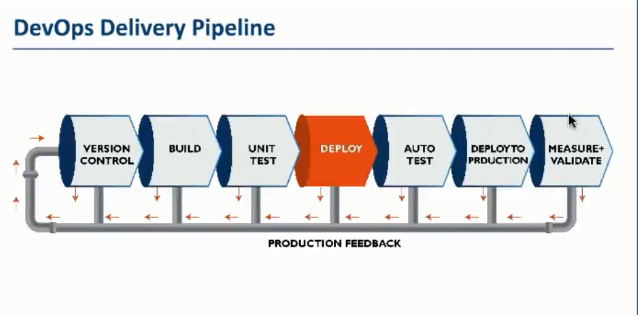 DevOps Delivery Pipeline
VERSION
CONTROL
BUILD
UNIT
TEST
DEPLOY
AUTO
TEST
DEPLOYTO
PRDUCTION
MEASURE+
VALIDATE
PRODUCTION FEEDBACK